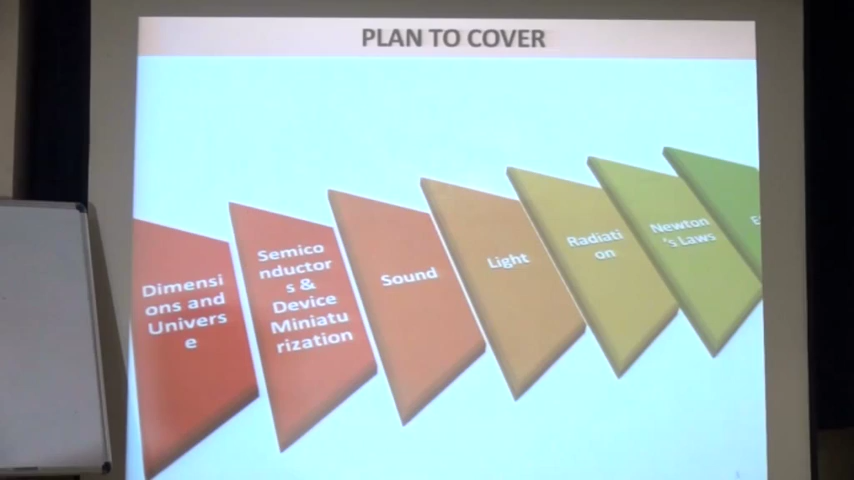 PLAN TO COVER
Dimensi
ons and
Univers
e
Semico
nductor
s &
Device
Miniatu
rization
Sound
Light
Radiati
on
Newton
's Laws